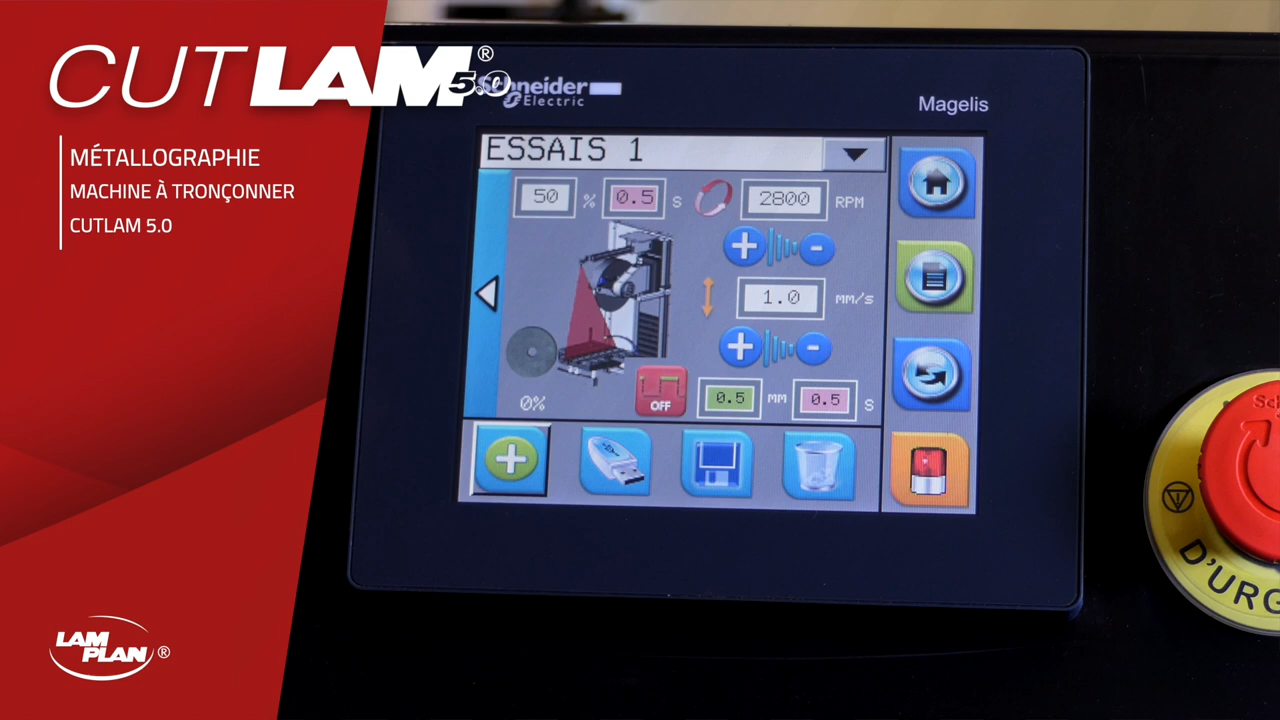 CUTLAM®
5.0
MÉTALLOGRAPHIE
MACHINE À TRONÇONNER
CUTLAM 5.0
LAM
PLAN ®
Schneider
Electric
Magelis
ESSAIS 1
50 % 0.5 S 2800 RPM
+ -
1.0 MM/s
+ -
OFF 0.5 MM 0.5 S
0%
D'URG